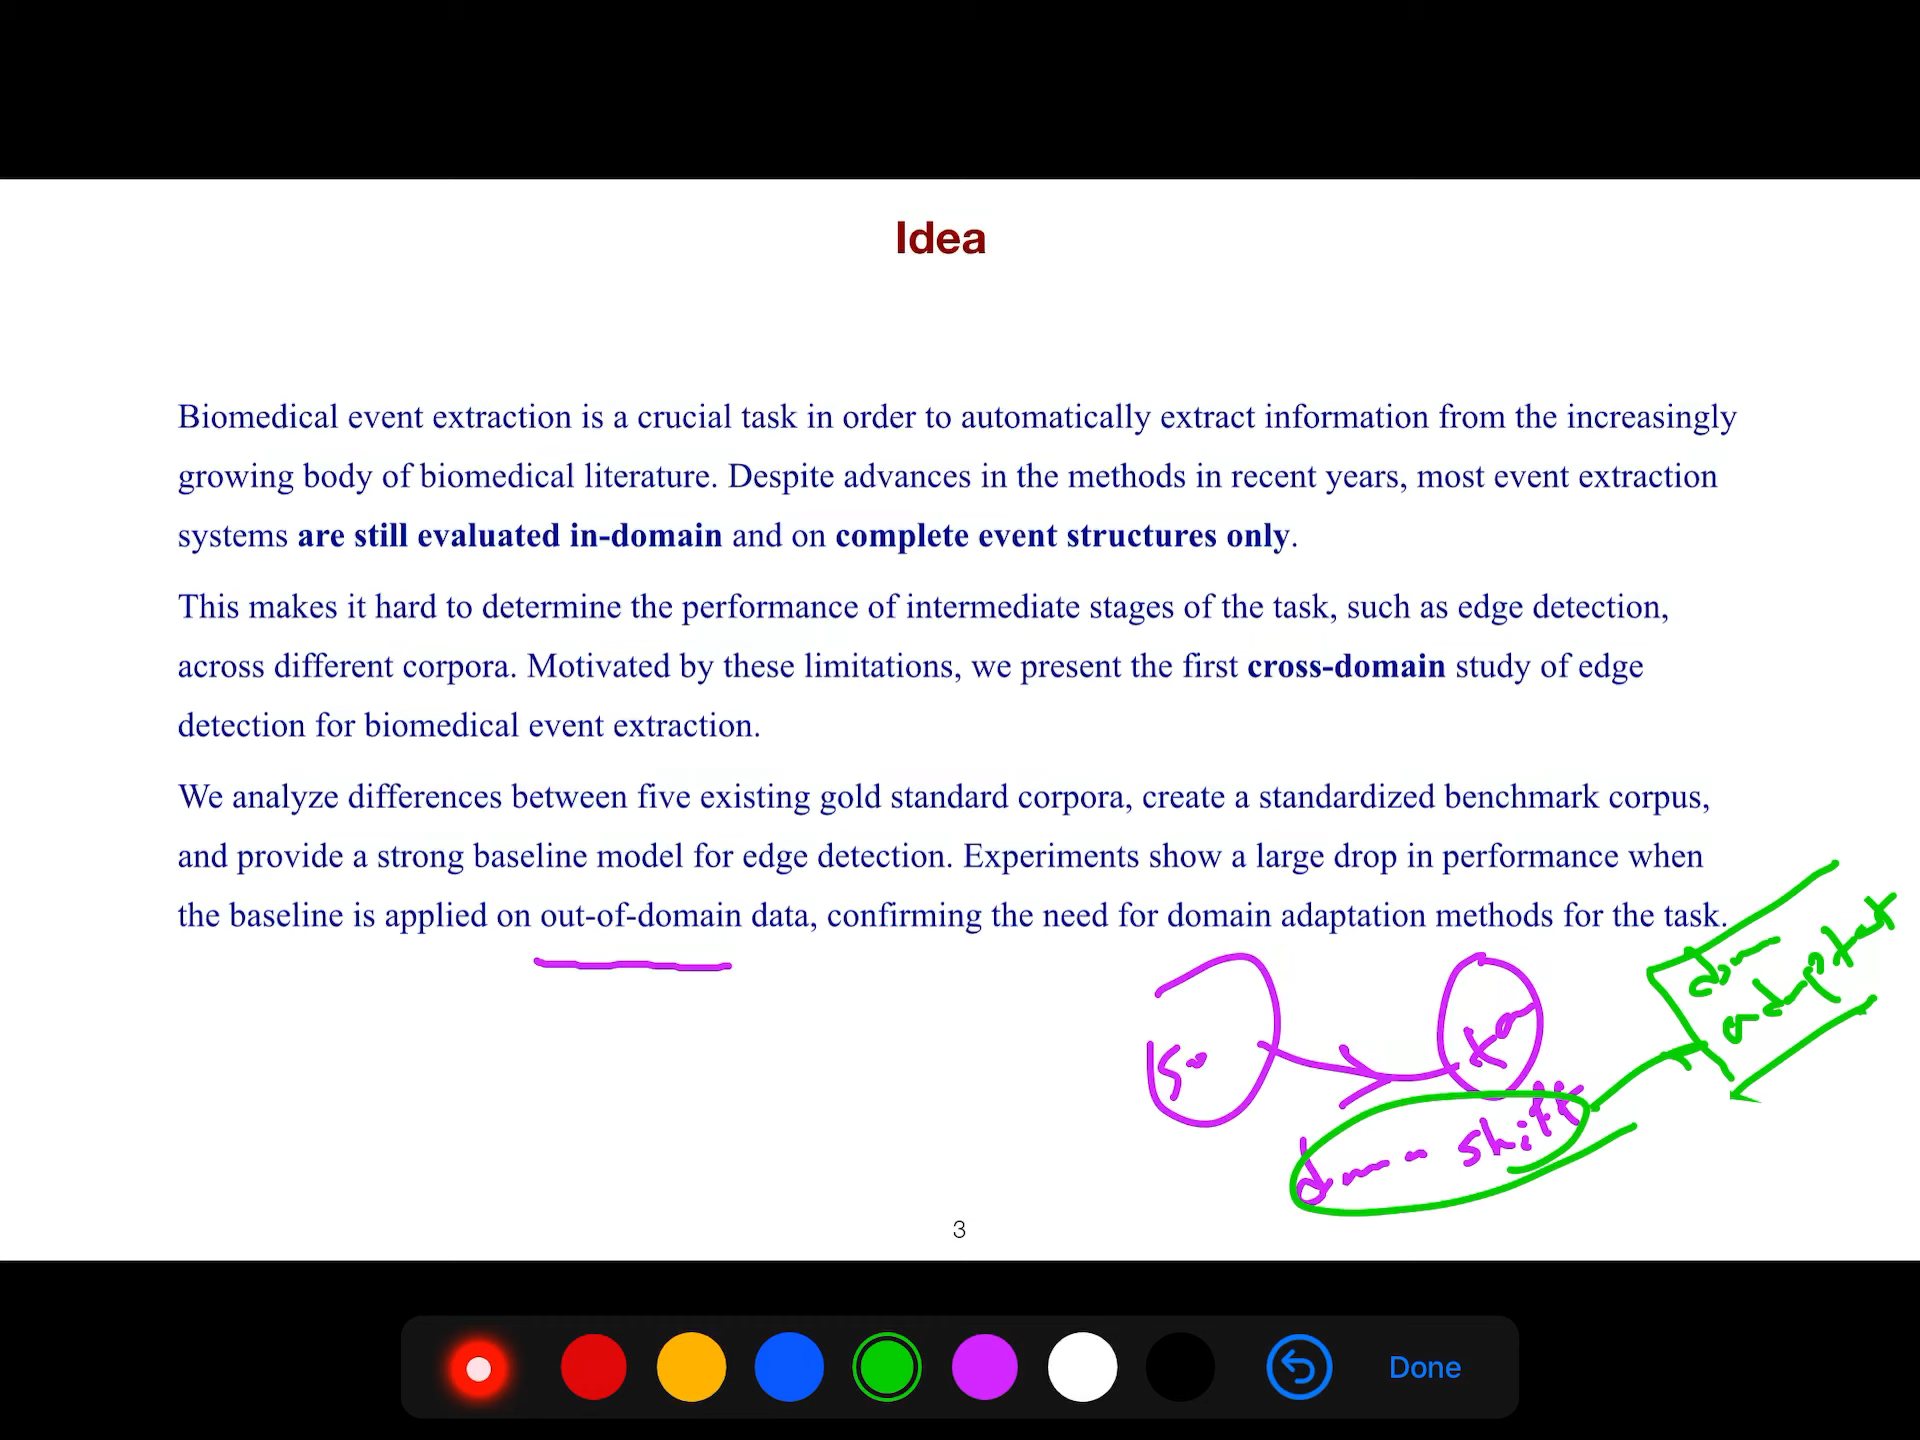 Idea
Biomedical event extraction is a crucial task in order to automatically extract information from the increasingly
growing body of biomedical literature. Despite advances in the methods in recent years, most event extraction
systems are still evaluated in-domain and on complete event structures only.
This makes it hard to determine the performance of intermediate stages of the task, such as edge detection,
across different corpora. Motivated by these limitations, we present the first cross-domain study of edge
detection for biomedical event extraction.
We analyze differences between five existing gold standard corpora, create a standardized benchmark corpus,
and provide a strong baseline model for edge detection. Experiments show a large drop in performance when
the baseline is applied on out-of-domain data, confirming the need for domain adaptation methods for the task.
shift
3
Done